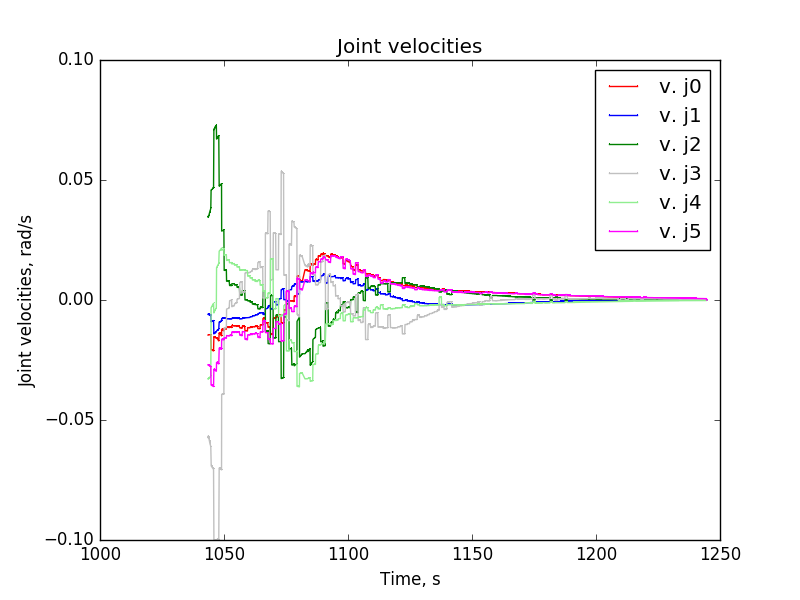 Joint velocities
v. j0
v. j1
v. j2
v. j3
v. j4
v. j5
0.10
0.05
0.00
−0.05
−0.10
Joint velocities, rad/s
1000 1050 1100 1150 1200 1250
Time, s